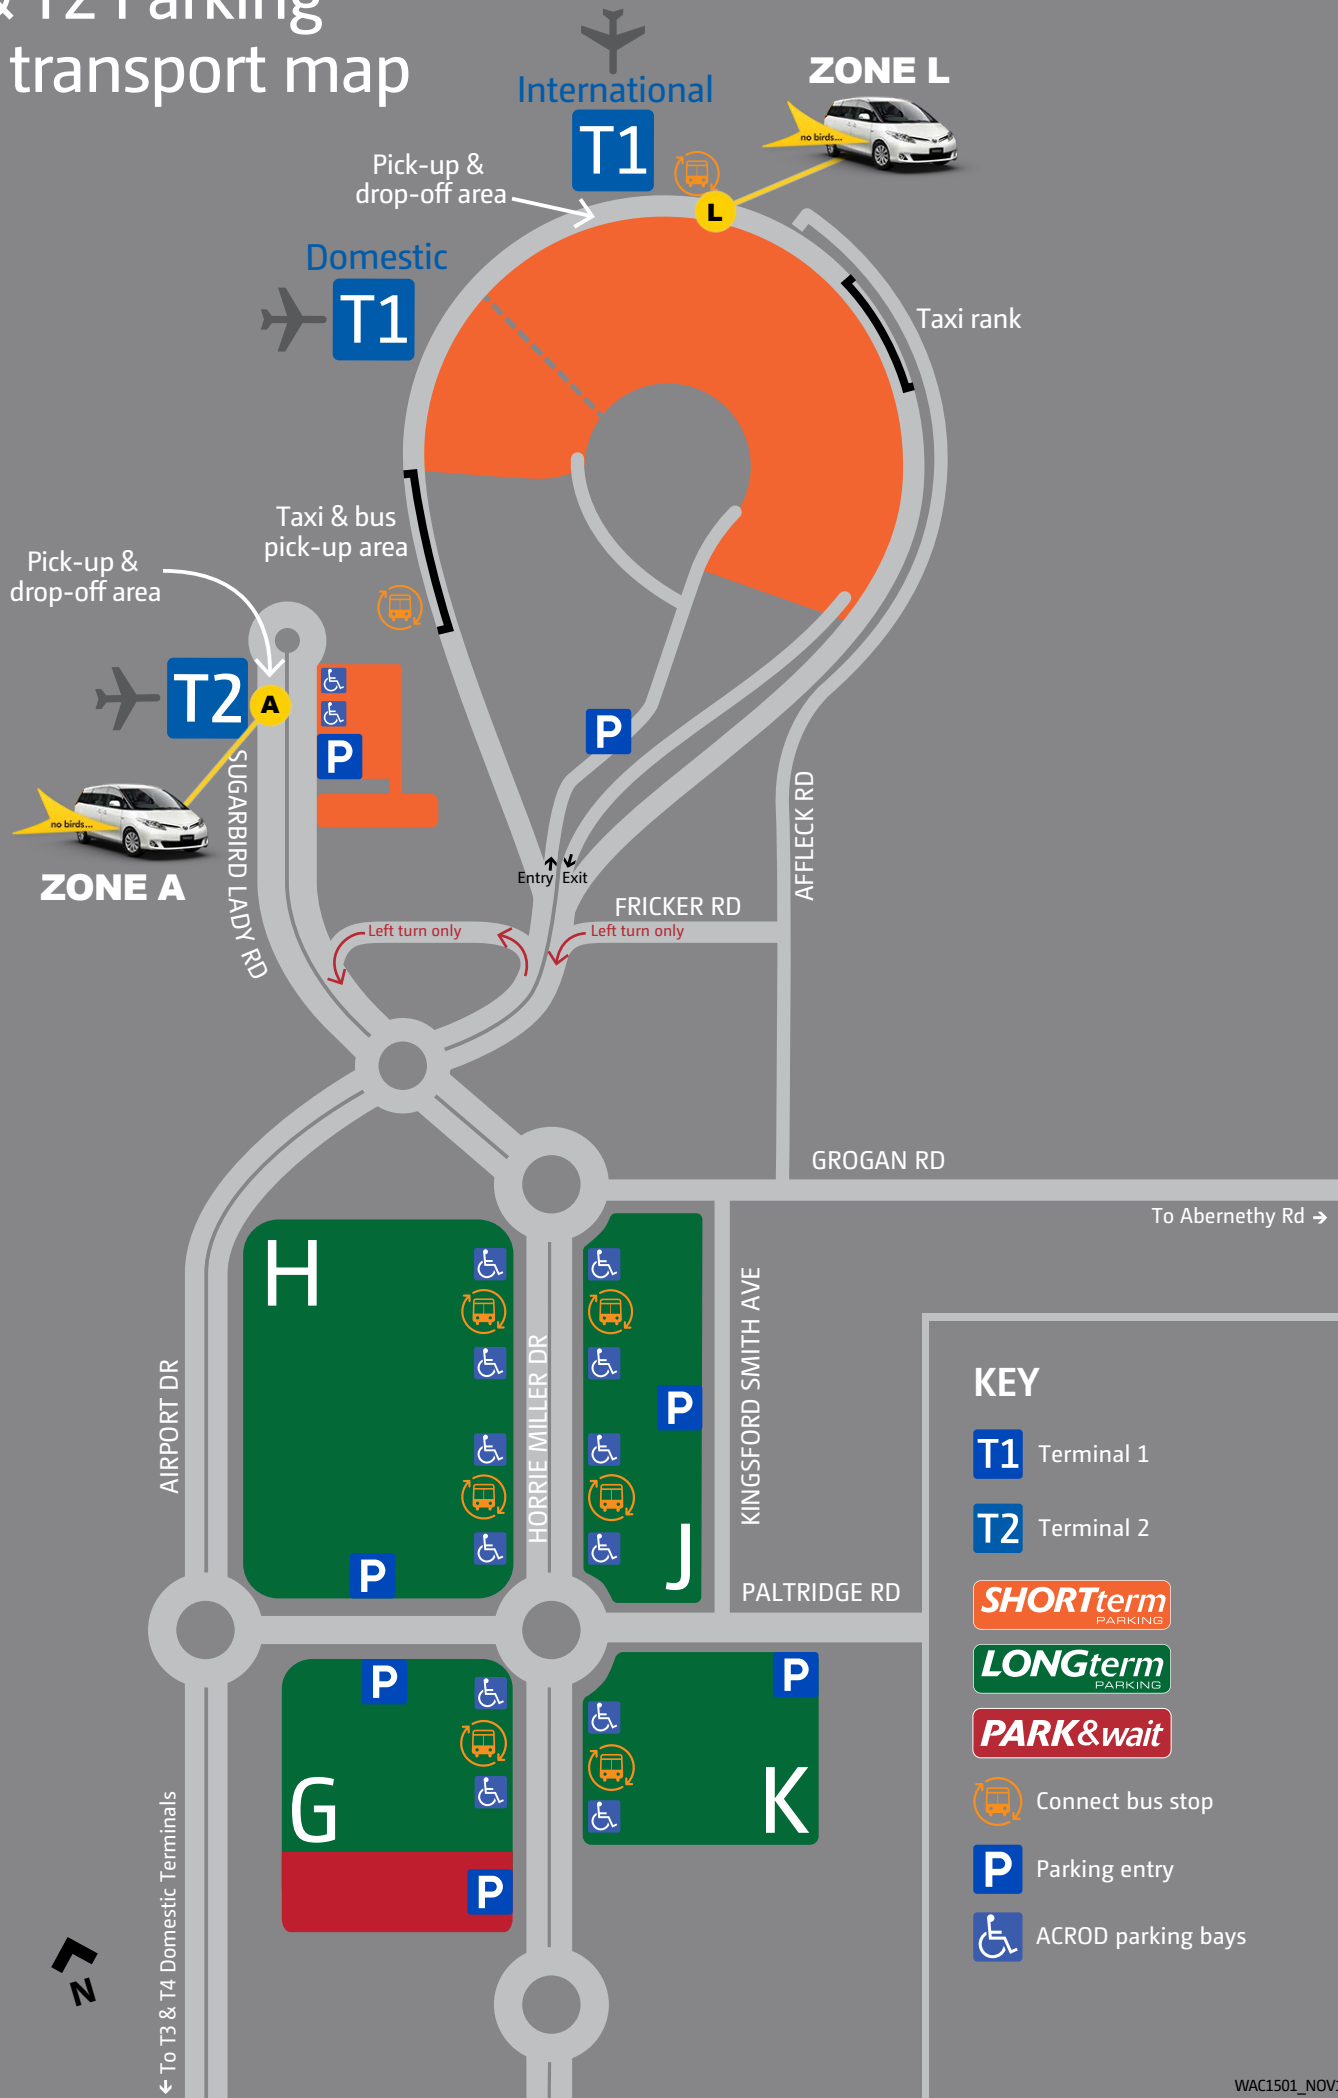 & T2 Parking
transport map
International
T1
ZONE L
no birds...
Pick-up &
drop-off area
L
Domestic
T1
Taxi rank
Taxi & bus
pick-up area
Pick-up &
drop-off area
T2
A
P
P
SUGARBIRD LADY RD
no birds...
ZONE A
AFFLECK RD
Entry
Exit
FRICKER RD
Left turn only
Left turn only
GROGAN RD
To Abernethy Rd →
H
AIRPORT DR
HORRIE MILLER DR
KINGSFORD SMITH AVE
P
J
P
PALTRIDGE RD
P
P
G
K
P
← To T3 & T4 Domestic Terminals
N
KEY
T1 Terminal 1
T2 Terminal 2
SHORTterm
PARKING
LONGterm
PARKING
PARK&wait
Connect bus stop
P Parking entry
ACROD parking bays